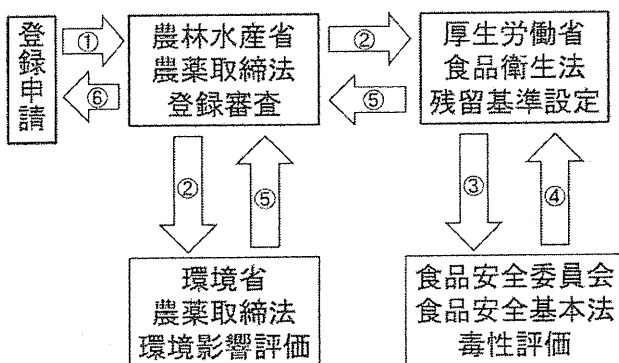 登録申請
①
⑥
農林水産省
農薬取締法
登録審査
②
⑤
厚生労働省
食品衛生法
残留基準設定
②
⑤
③
④
環境省
農薬取締法
環境影響評価
食品安全委員会
食品安全基本法
毒性評価